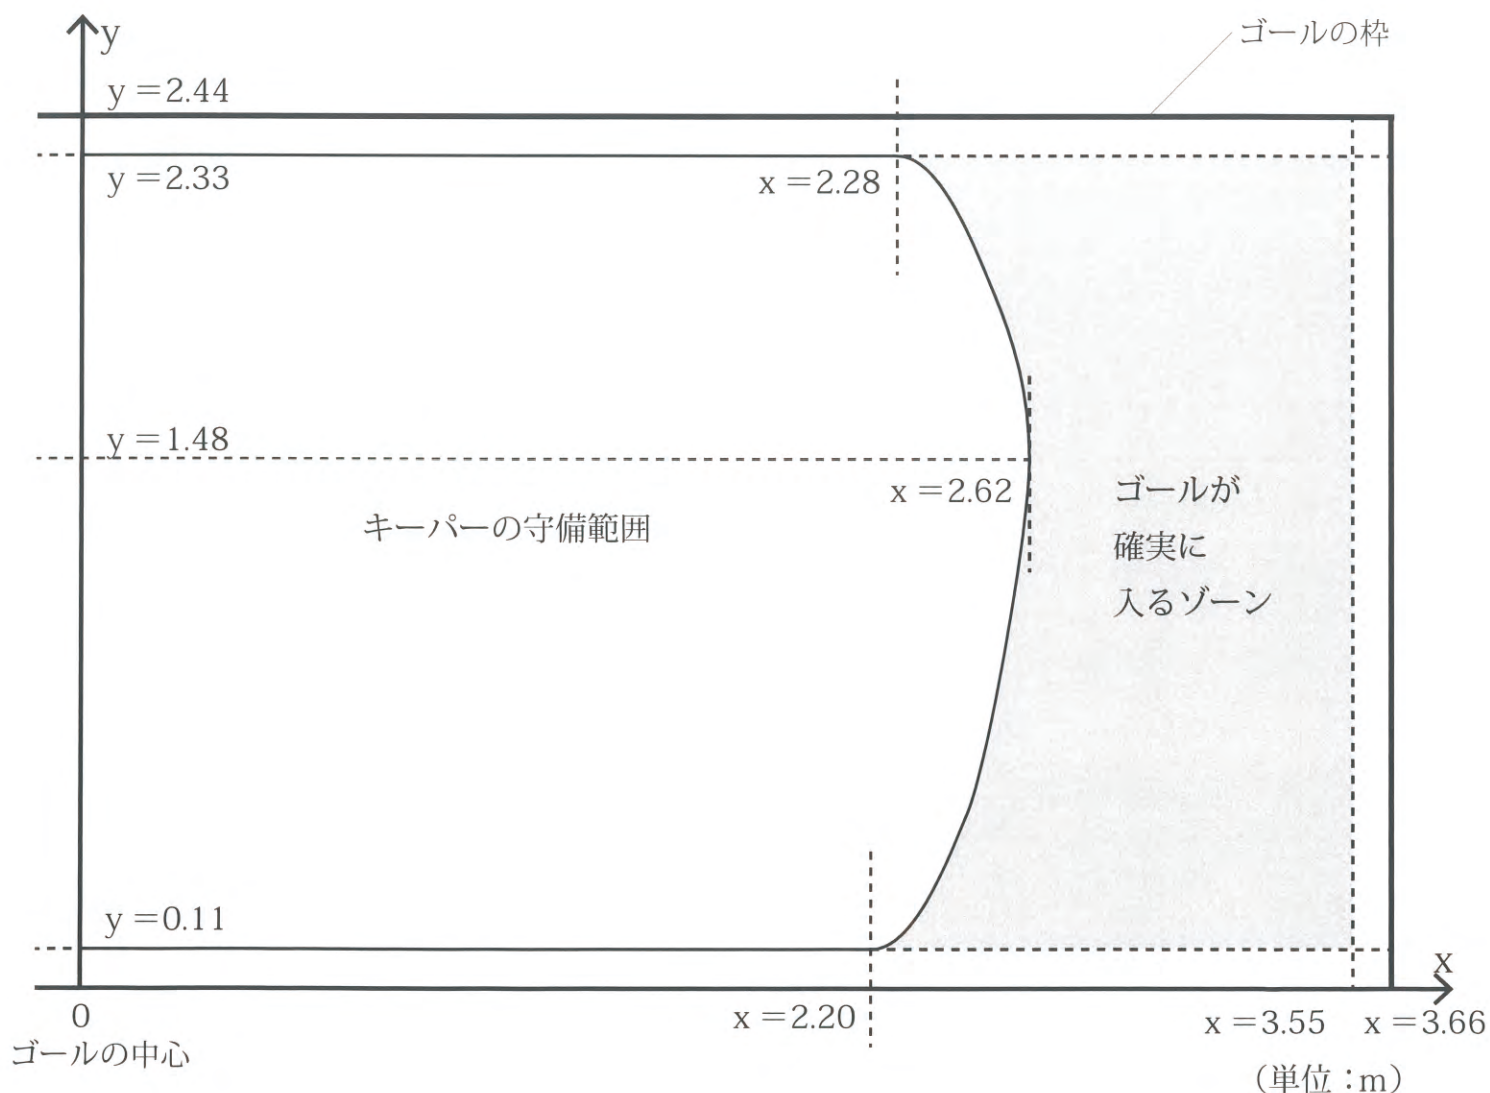 y
ゴールの枠
y＝2.44
y＝2.33
x＝2.28
y＝1.48
x＝2.62
ゴールが
確実に
入るゾーン
キーパーの守備範囲
y＝0.11
x
0
x＝2.20
x＝3.55
x＝3.66
ゴールの中心
（単位：m）